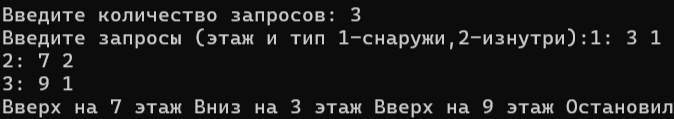 Введите количество запросов: 3
Введите запросы (этаж и тип 1-снаружи,2-изнутри):1: 3 1
2: 7 2
3: 9 1
Вверх на 7 этаж Вниз на 3 этаж Вверх на 9 этаж Остановил